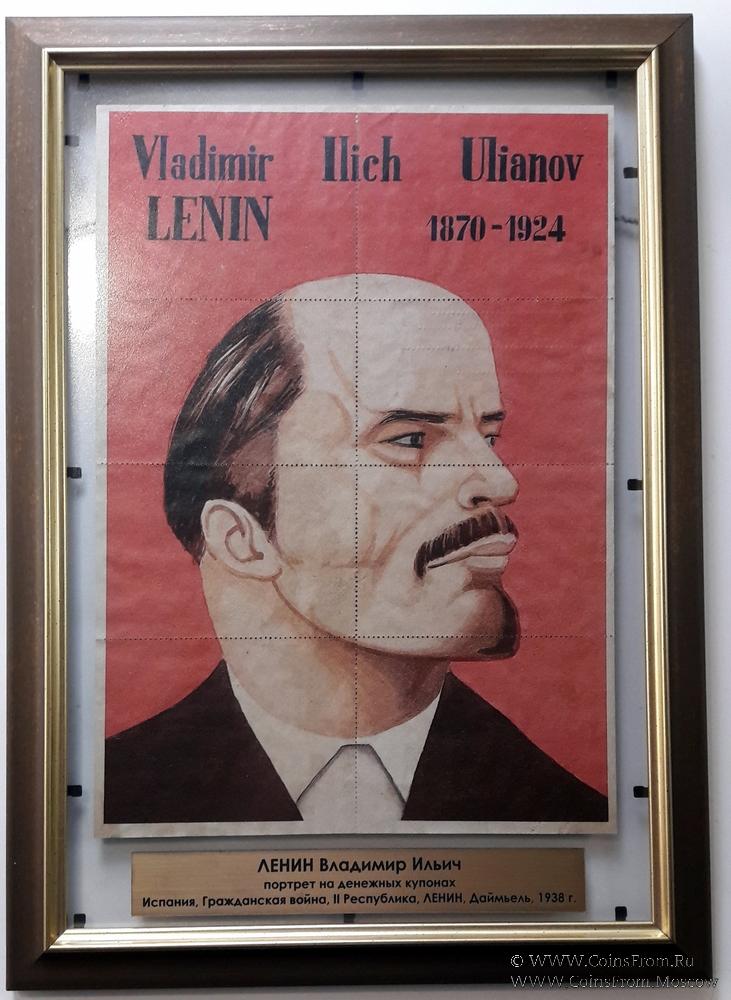 Vladimir Ilich Ulianov
LENIN 1870-1924
ЛЕНИН Владимир Ильич
портрет на денежных купонах
Испания, Гражданская война, II Республика, ЛЕНИН, Даймьель, 1938 г.
© WWW.CoinsFrom.Ru
WWW.CoinsFrom.Moscow